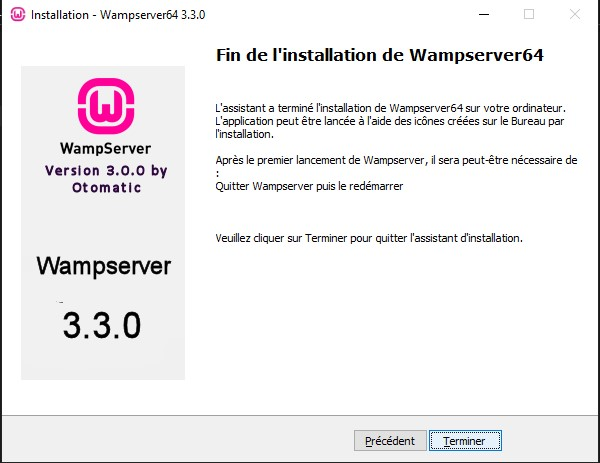 Installation - Wampserver64 3.3.0
Fin de l'installation de Wampserver64
L'assistant a terminé l'installation de Wampserver64 sur votre ordinateur.
L'application peut être lancée à l'aide des icônes créées sur le Bureau par
l'installation.
Après le premier lancement de Wampserver, il sera peut-être nécessaire de
:
Quitter Wampserver puis le redémarrer
Veuillez cliquer sur Terminer pour quitter l'assistant d'installation.
WampServer
Version 3.0.0 by
Otomatic
Wampserver
3.3.0
Précédent
Terminer